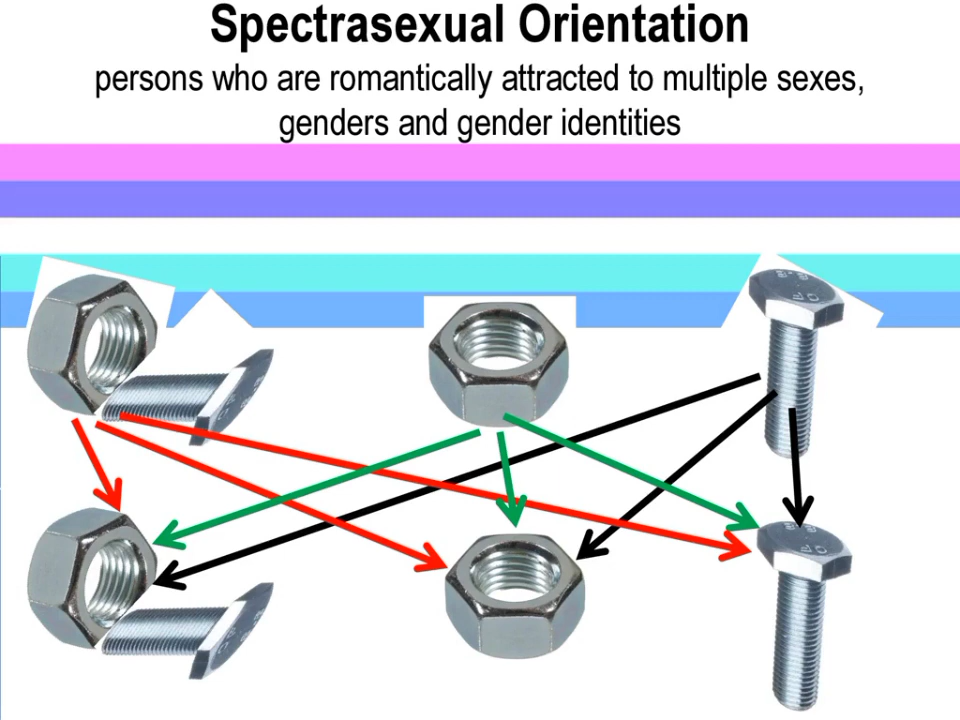 Spectrasexual Orientation
persons who are romantically attracted to multiple sexes,
genders and gender identities